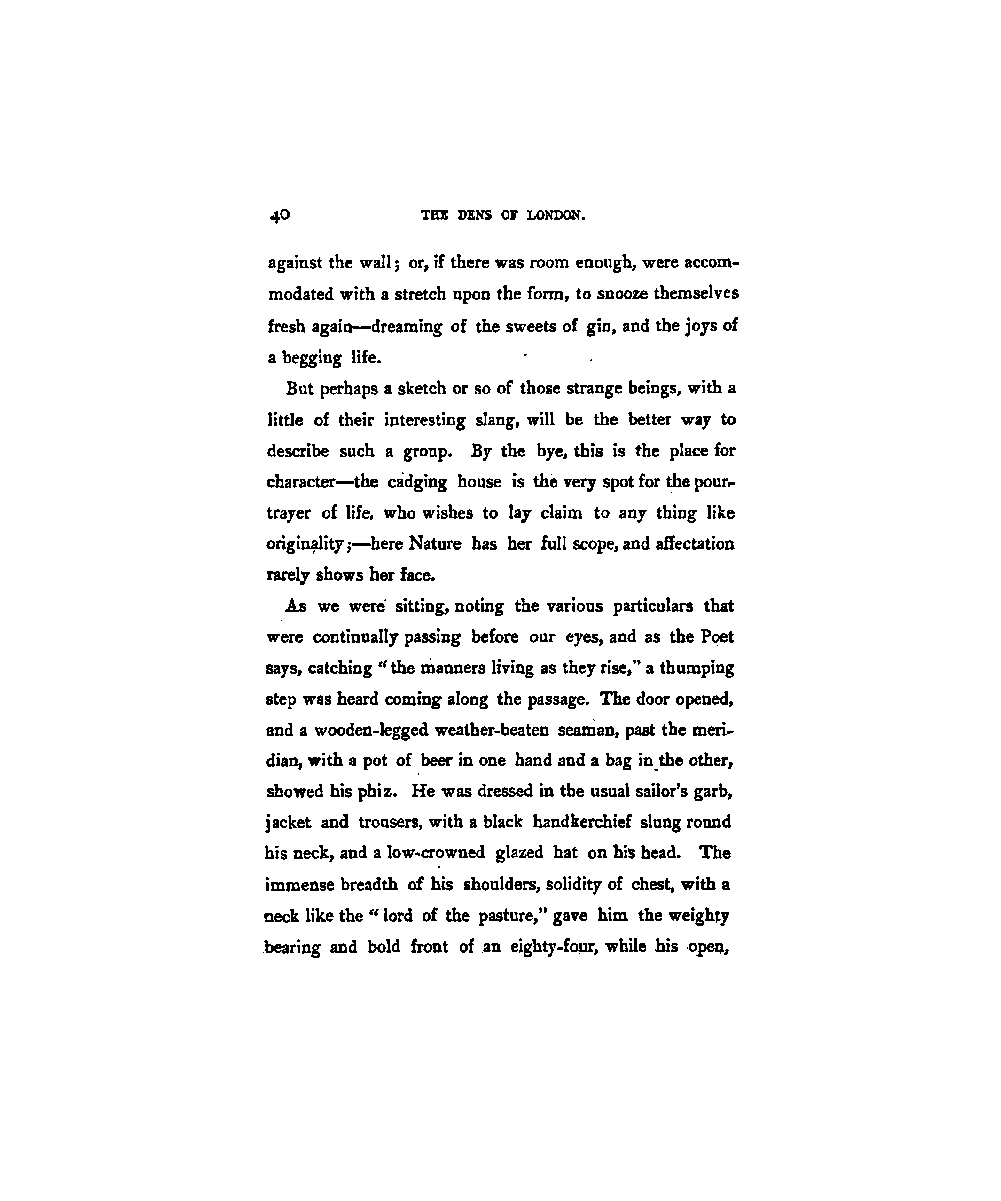 40 THE DENS OF LONDON.
against the wall; or, if there was room enough, were accom-
modated with a stretch upon the form, to snooze themselves
fresh again—dreaming of the sweets of gin, and the joys of
a begging life.
But perhaps a sketch or so of those strange beings, with a
little of their interesting slang, will be the better way to
describe such a group. By the bye, this is the place for
character—the cadging house is the very spot for the pour-
trayer of life, who wishes to lay claim to any thing like
originality;—here Nature has her full scope, and affectation
rarely shows her face.
As we were sitting, noting the various particulars that
were continually passing before our eyes, and as the Poet
says, catching "the manners living as they rise," a thumping
step was heard coming along the passage. The door opened,
and a wooden-legged weather-beaten seaman, past the meri-
dian, with a pot of beer in one hand and a bag in the other,
showed his phiz. He was dressed in the usual sailor's garb,
jacket and trousers, with a black handkerchief slung round
his neck, and a low-crowned glazed hat on his head. The
immense breadth of his shoulders, solidity of chest, with a
neck like the "lord of the pasture," gave him the weighty
bearing and bold front of an eighty-four, while his open,